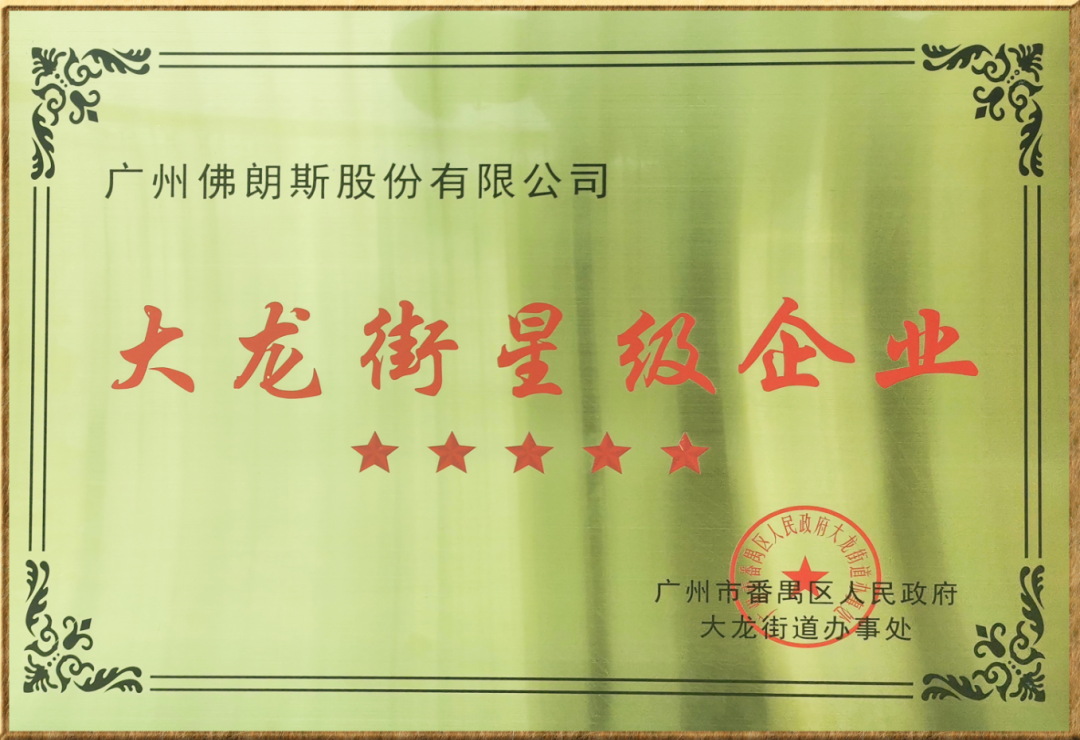 广州佛朗斯股份有限公司
大龙街星级企业
广州市番禺区人民政府
大龙街道办事处